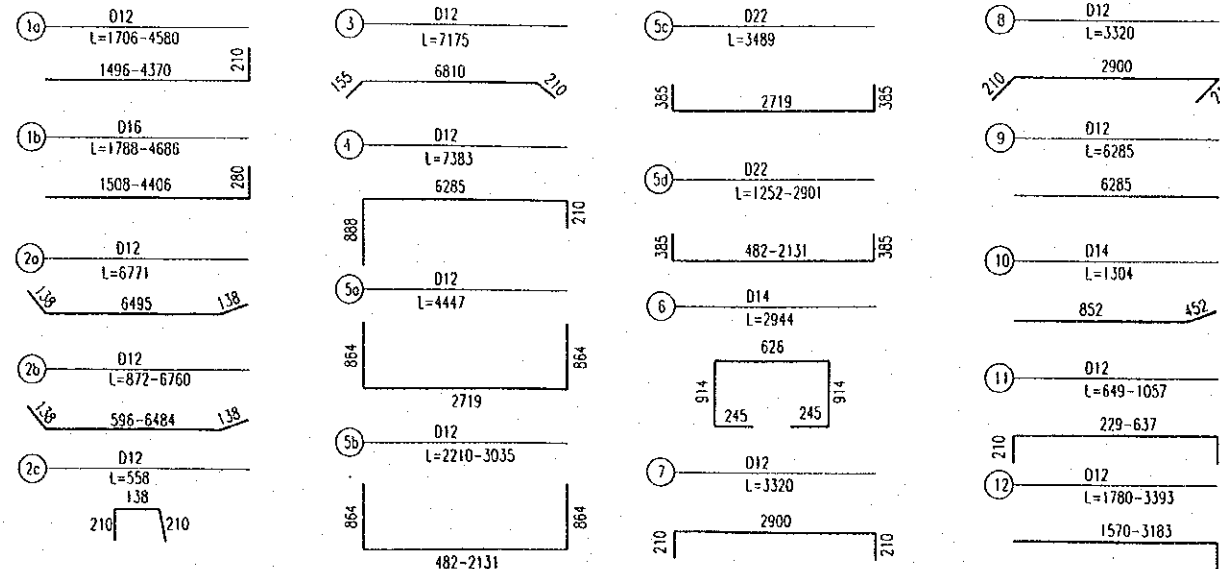 1a
D12
L=1706-4580
1496-4370
210
1b
D16
L=1788-4686
1508-4406
280
2a
D12
L=6771
138
6495
138
2b
D12
L=872-6760
138
596-6484
138
2c
D12
L=558
138
210
210
3
D12
L=7175
155
6810
210
4
D12
L=7383
6285
888
210
5a
D12
L=4447
864
864
2719
5b
D12
L=2210-3035
864
864
482-2131
5c
D22
L=3489
385
2719
385
5d
D22
L=1252-2901
385
482-2131
385
6
D14
L=2944
626
914
914
245
245
7
D12
L=3320
2900
210
210
8
D12
L=3320
210
2900
9
D12
L=6285
6285
10
D14
L=1304
852
452
11
D12
L=649-1057
229-637
210
12
D12
L=1780-3393
1570-3183